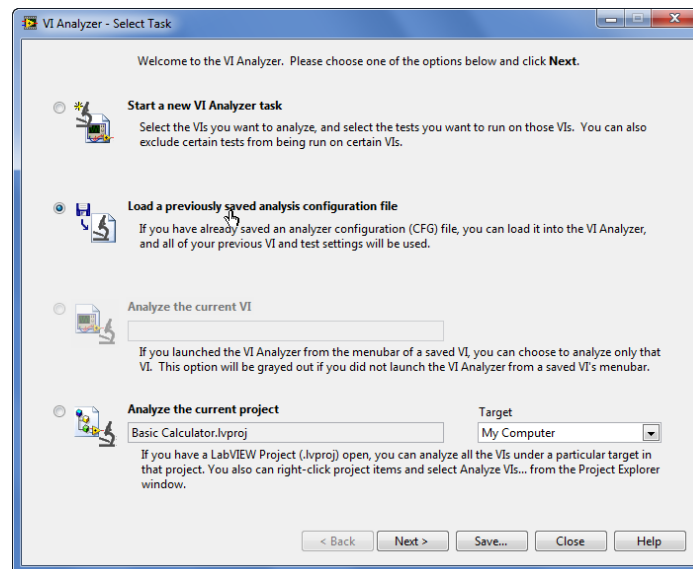 VI Analyzer - Select Task
Welcome to the VI Analyzer. Please choose one of the options below and click Next.
Start a new VI Analyzer task
Select the VIs you want to analyze, and select the tests you want to run on those VIs. You can also
exclude certain tests from being run on certain VIs.
Load a previously saved analysis configuration file
If you have already saved an analyzer configuration (CFG) file, you can load it into the VI Analyzer,
and all of your previous VI and test settings will be used.
Analyze the current VI
If you launched the VI Analyzer from the menubar of a saved VI, you can choose to analyze only that
VI. This option will be grayed out if you did not launch the VI Analyzer from a saved VI's menubar.
Analyze the current project
Target
Basic Calculator.lvproj
My Computer
If you have a LabVIEW Project (.lvproj) open, you can analyze all the VIs under a particular target in
that project. You also can right-click project items and select Analyze VIs... from the Project Explorer
window.
< Back
Next >
Save...
Close
Help